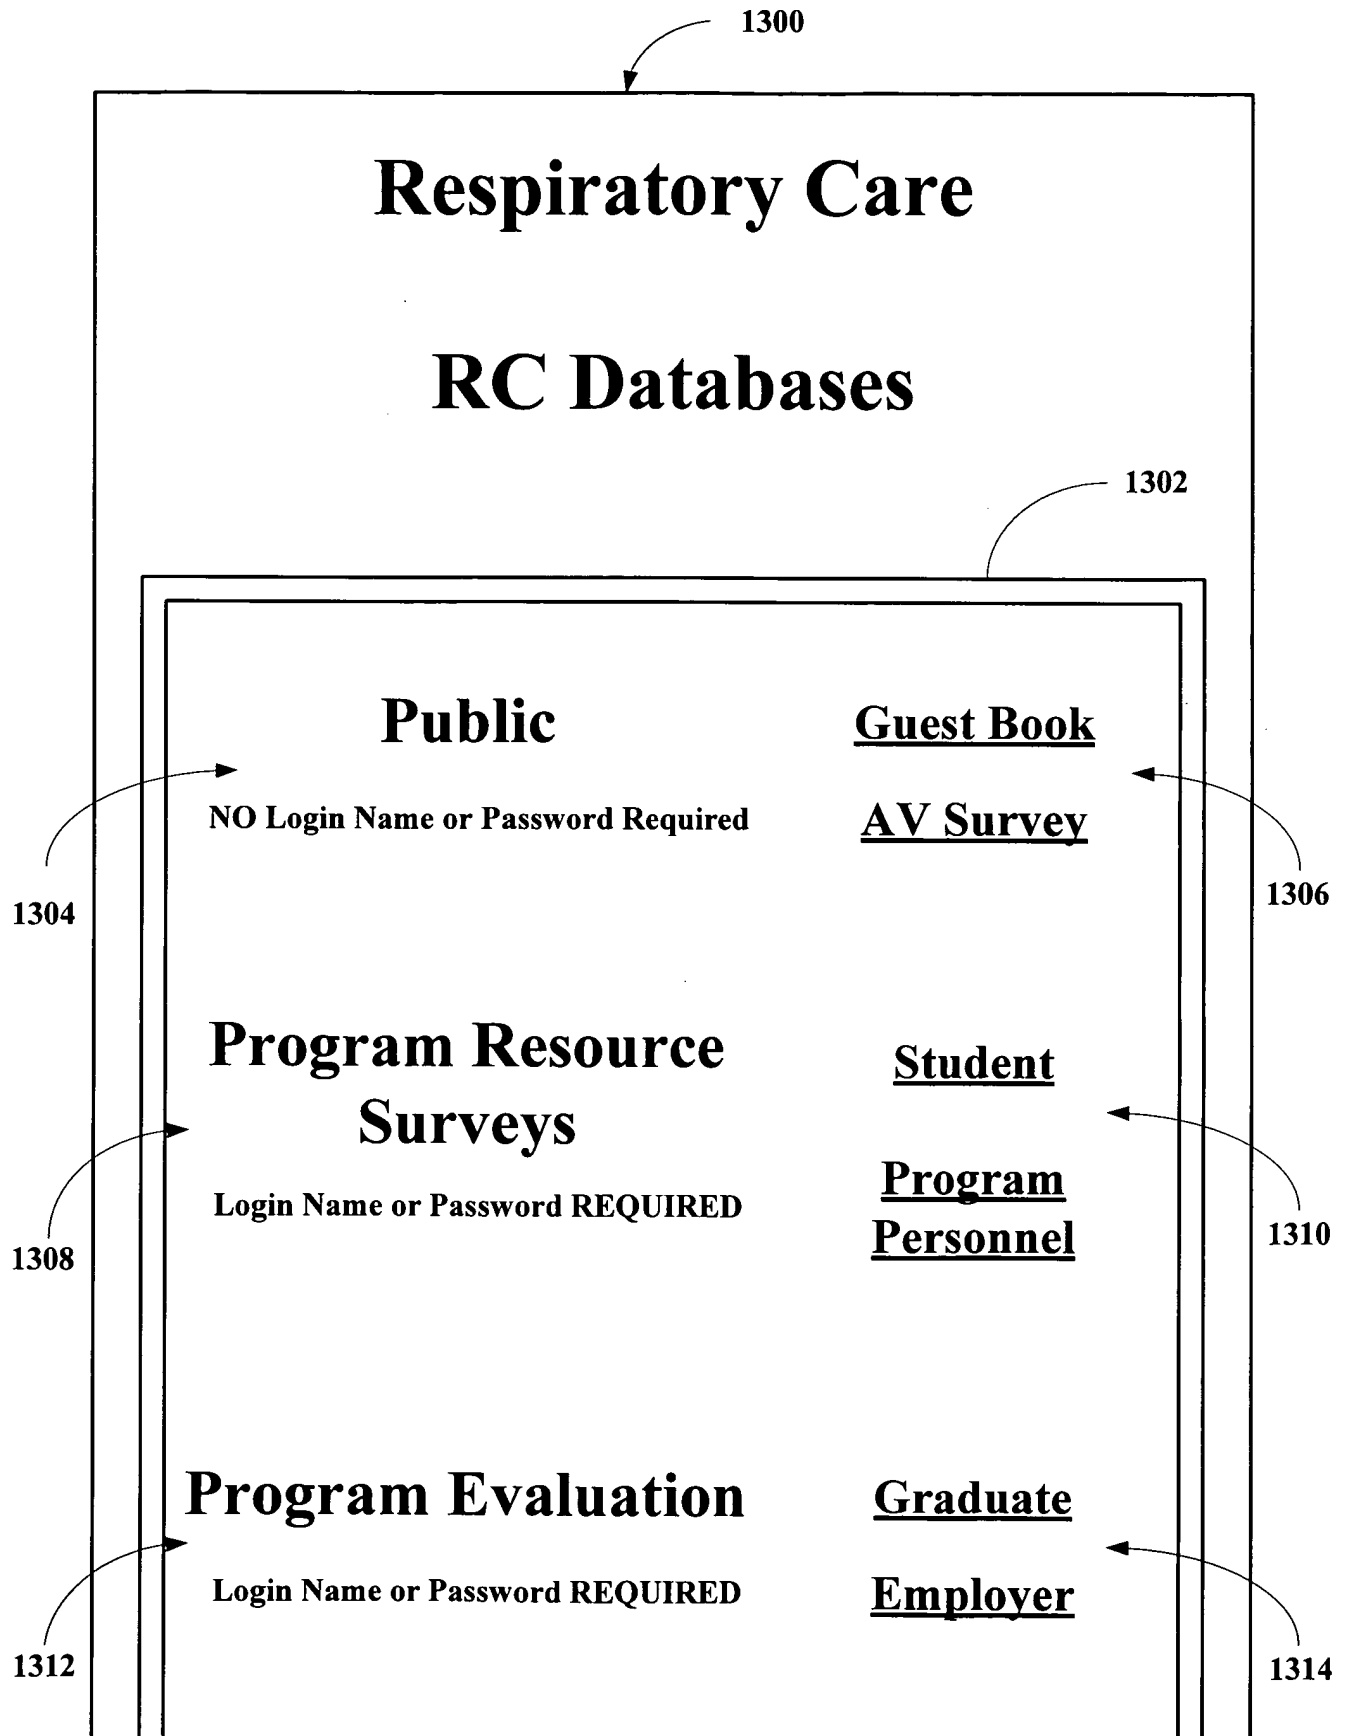 1300
Respiratory Care
RC Databases
1302
Public
Guest Book
NO Login Name or Password Required
AV Survey
1304
1306
Program Resource
Surveys
Student
Login Name or Password REQUIRED
Program
Personnel
1308
1310
Program Evaluation
Graduate
Login Name or Password REQUIRED
Employer
1312
1314